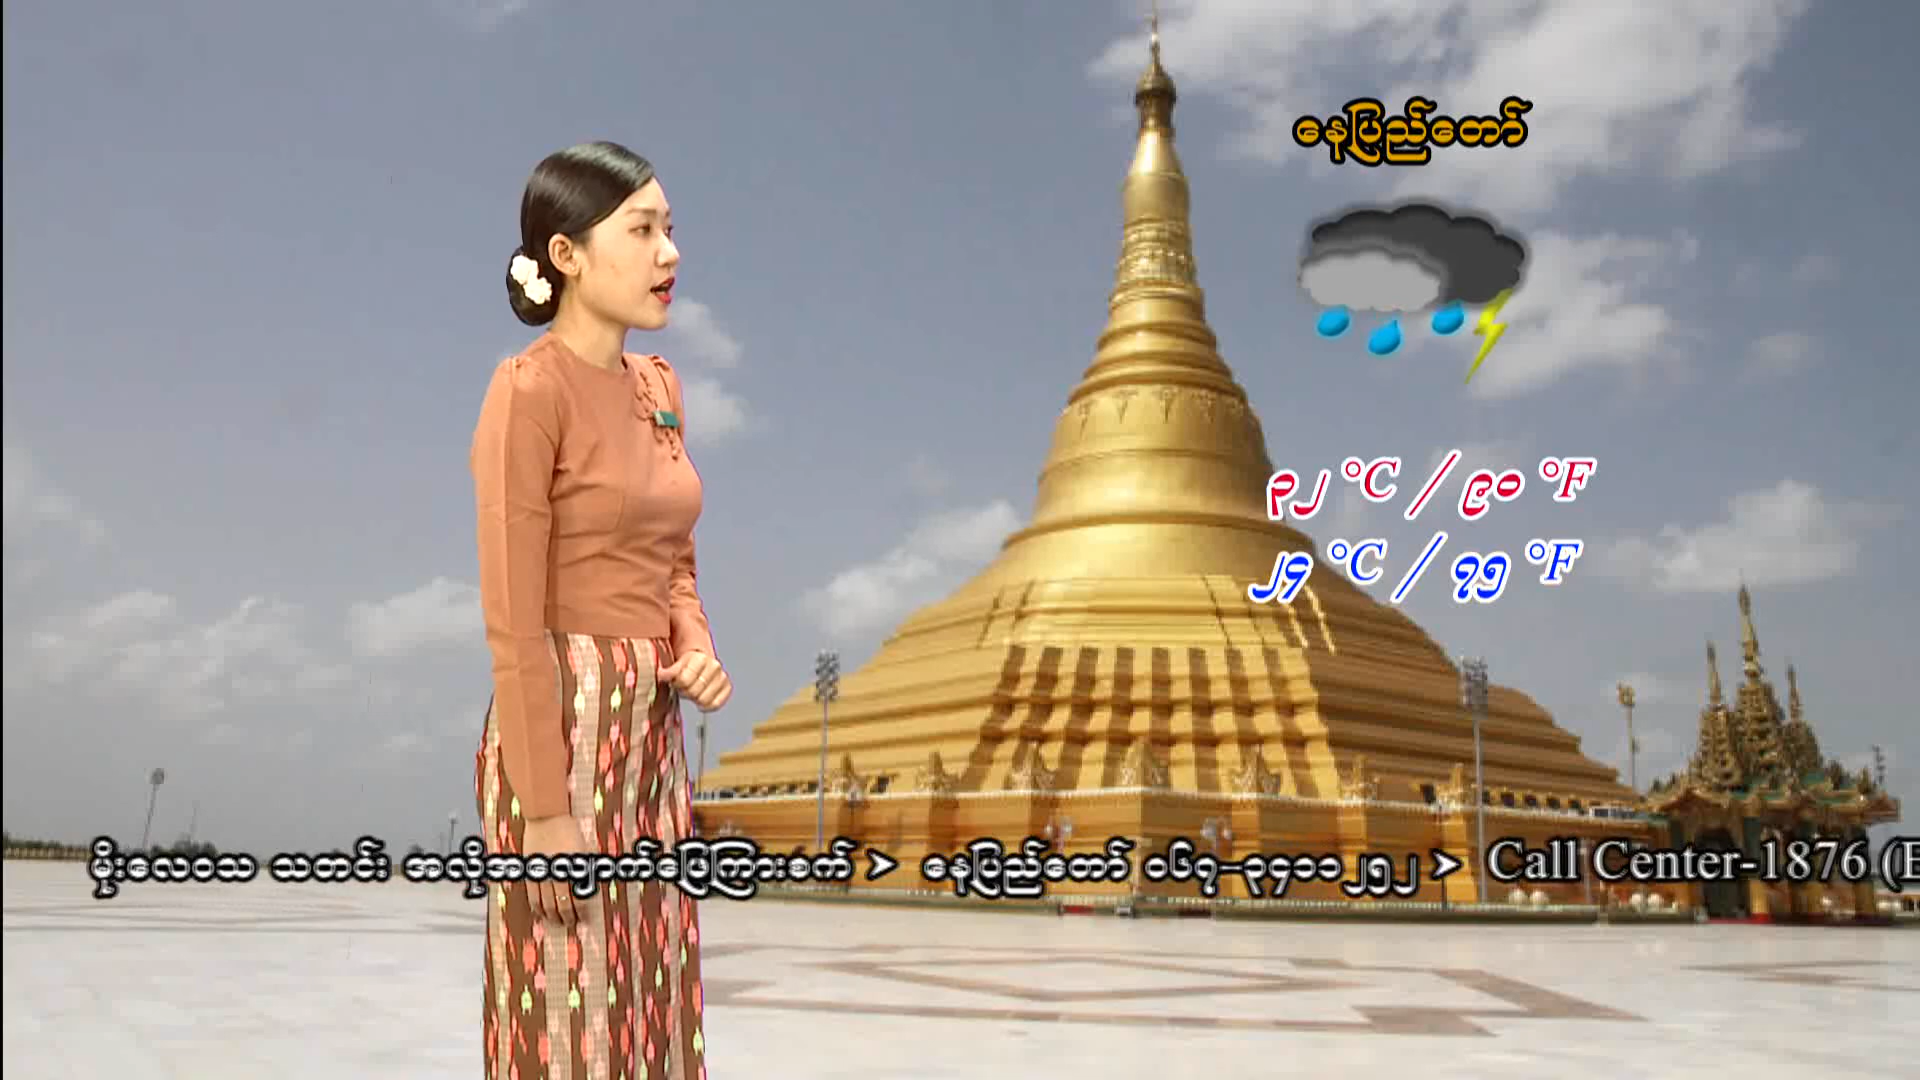 နေပြည်တော်
၃၂ °C / ၉၀ °F
၂၄ °C / ၇၅ °F
မိုးလေဝသ သတင်း အလိုအလျောက်ဖြေကြားစက် ➤ နေပြည်တော် ၀၆၇-၃၄၁၁၂၅၂ ➤ Call Center-1876 (E